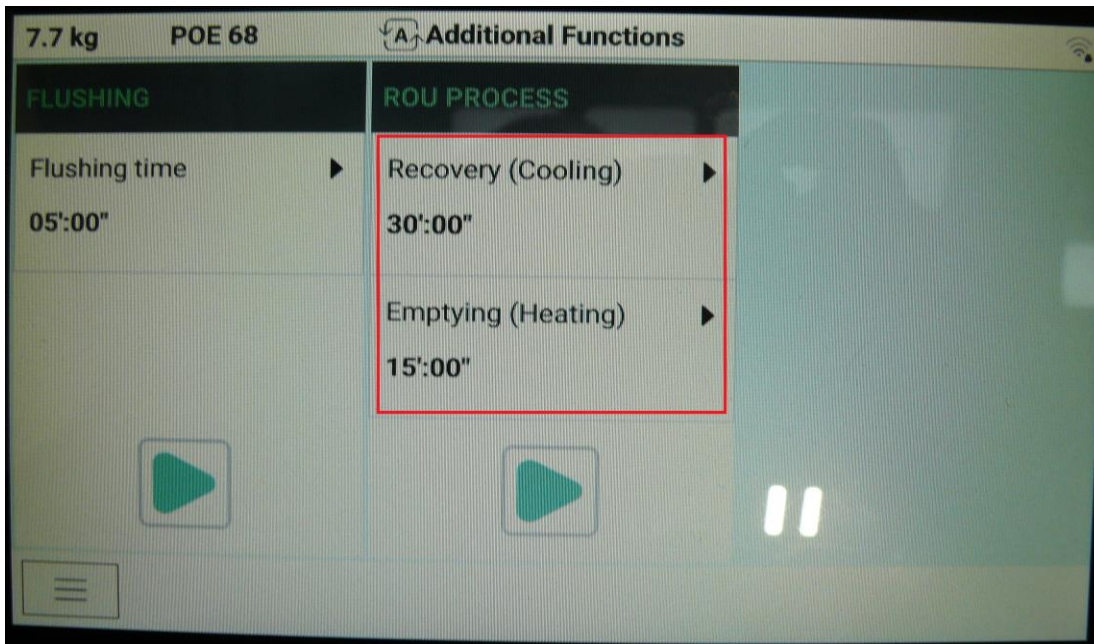 7.7 kg POE 68 A Additional Functions
FLUSHING
Flushing time
05':00"
ROU PROCESS
Recovery (Cooling)
30':00"
Emptying (Heating)
15':00"